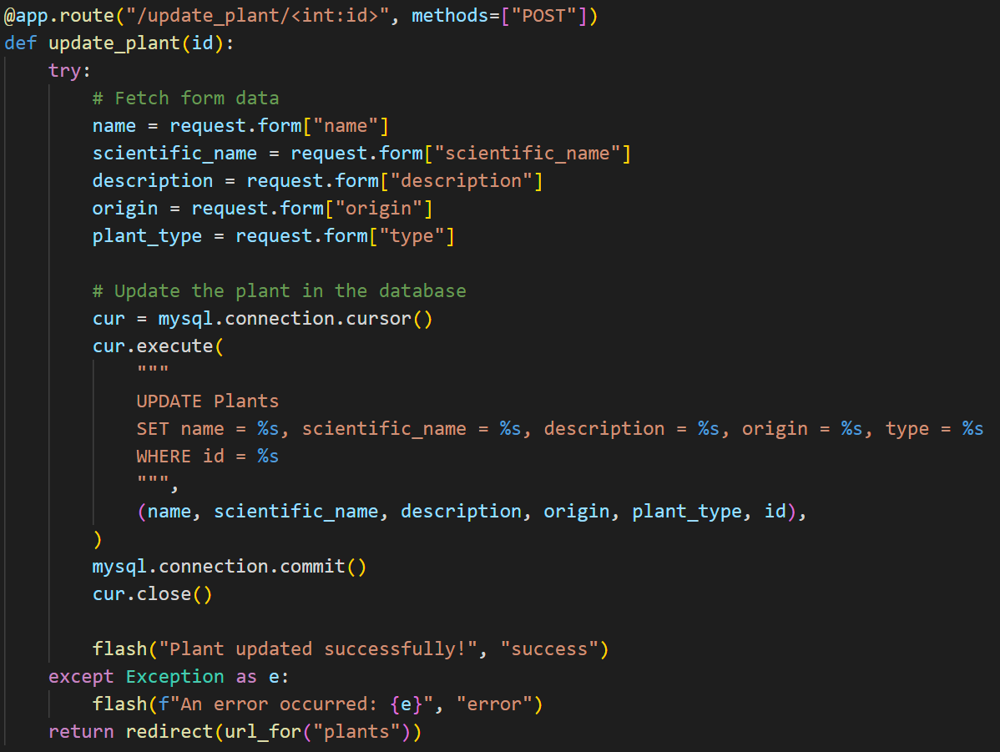 @app.route("/update_plant/<int:id>", methods=["POST"])
def update_plant(id):
    try:
        # Fetch form data
        name = request.form["name"]
        scientific_name = request.form["scientific_name"]
        description = request.form["description"]
        origin = request.form["origin"]
        plant_type = request.form["type"]

        # Update the plant in the database
        cur = mysql.connection.cursor()
        cur.execute(
            """
            UPDATE Plants
            SET name = %s, scientific_name = %s, description = %s, origin = %s, type = %s
            WHERE id = %s
            """,
            (name, scientific_name, description, origin, plant_type, id),
        )
        mysql.connection.commit()
        cur.close()

        flash("Plant updated successfully!", "success")
    except Exception as e:
        flash(f"An error occurred: {e}", "error")
    return redirect(url_for("plants"))